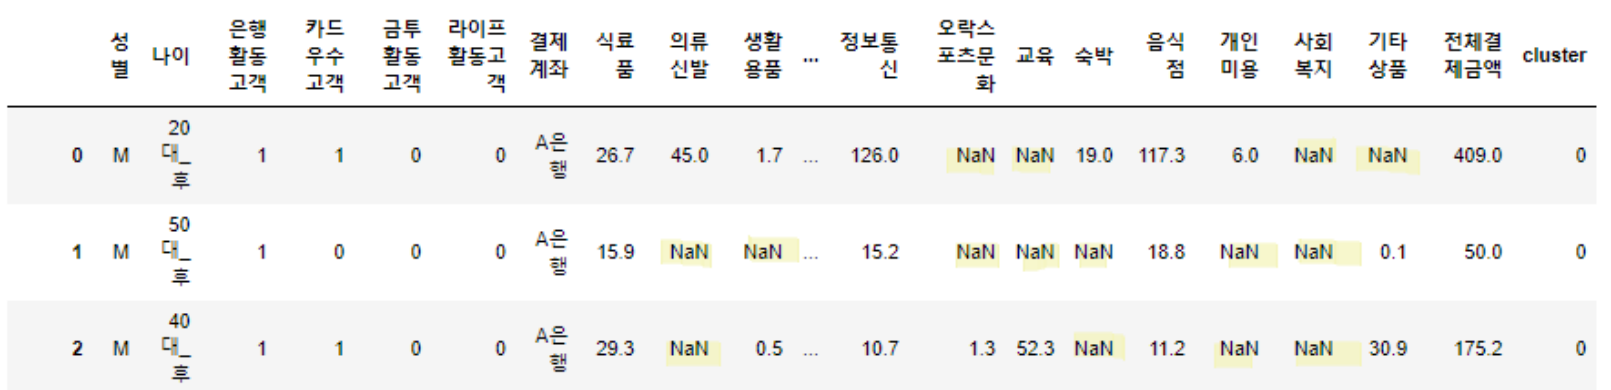 성별 나이 은행활동고객 카드우수고객 금투활동고객 라이프활동고객 결제계좌 식료품 의류신발 생활용품 ... 정보통신 오락스포츠문화 교육 숙박 음식점 개인미용 사회복지 기타상품 전체결제금액 cluster
0 M 20대_후 1 1 0 0 A은행 26.7 45.0 1.7 ... 126.0 NaN NaN 19.0 117.3 6.0 NaN NaN 409.0 0
1 M 50대_후 1 0 0 0 A은행 15.9 NaN NaN ... 15.2 NaN NaN NaN 18.8 NaN NaN 0.1 50.0 0
2 M 40대_후 1 1 0 0 A은행 29.3 NaN 0.5 ... 10.7 1.3 52.3 NaN 11.2 NaN NaN 30.9 175.2 0